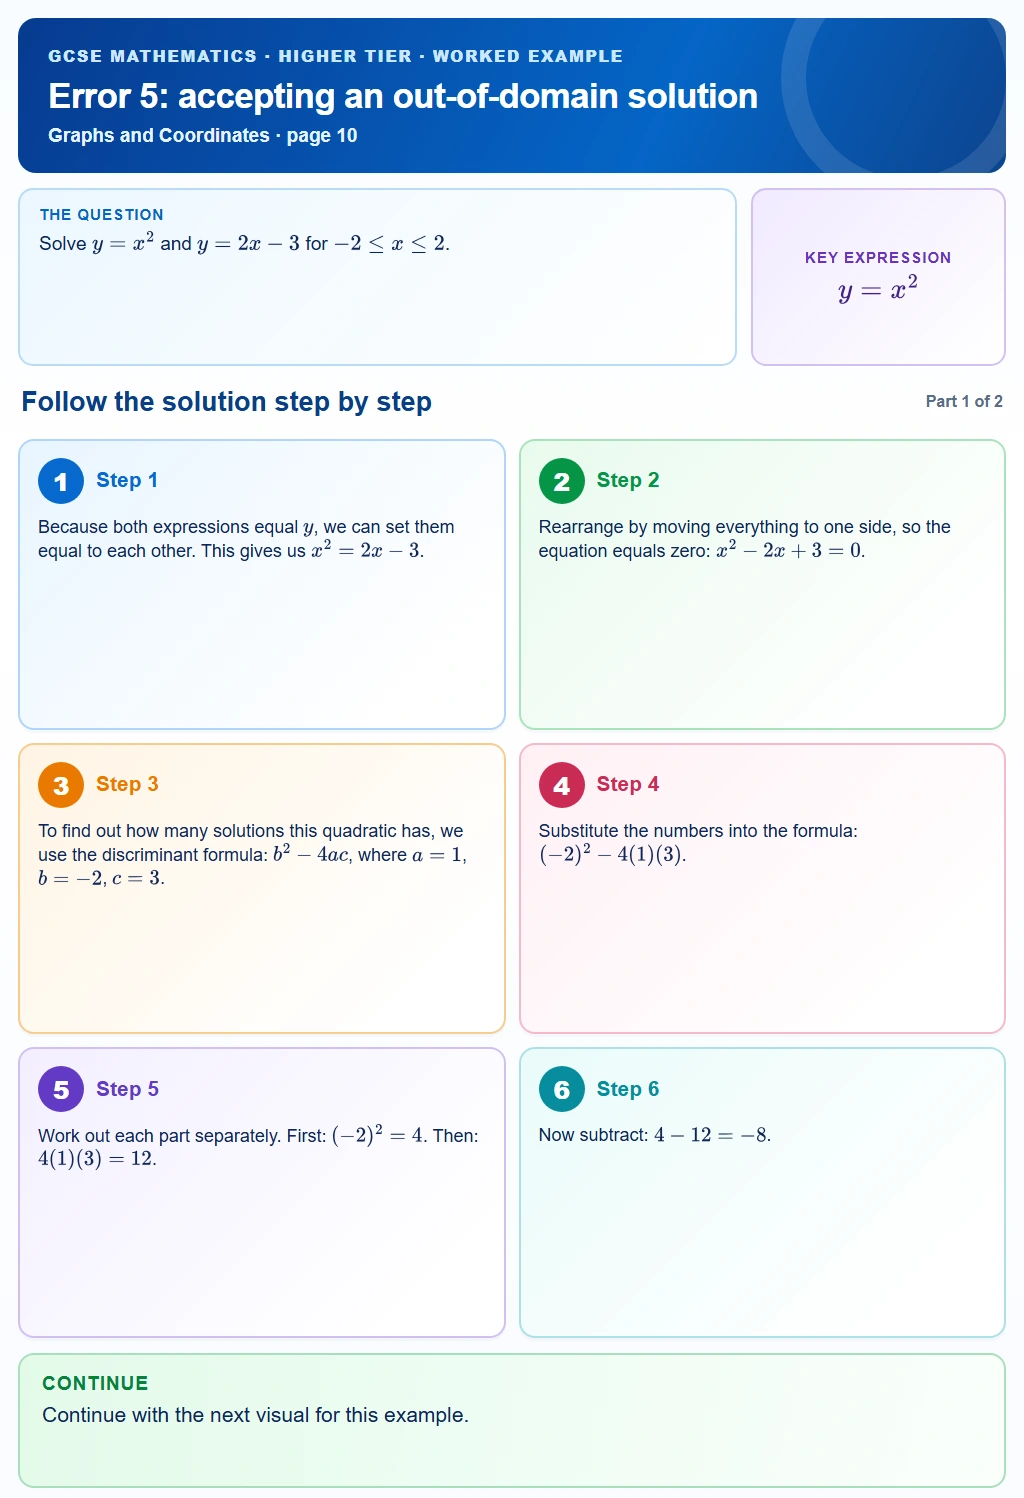 GCSE MATHEMATICS · HIGHER TIER · WORKED EXAMPLE
Error 5: accepting an out-of-domain solution
Graphs and Coordinates · page 10
THE QUESTION
Solve y = x² and y = 2x − 3 for −2 ≤ x ≤ 2.
KEY EXPRESSION
y = x²
Follow the solution step by step
Part 1 of 2
1
Step 1
Because both expressions equal y, we can set them
equal to each other. This gives us x² = 2x − 3.
2
Step 2
Rearrange by moving everything to one side, so the
equation equals zero: x² − 2x + 3 = 0.
3
Step 3
To find out how many solutions this quadratic has, we
use the discriminant formula: b² − 4ac, where a = 1,
b = −2, c = 3.
4
Step 4
Substitute the numbers into the formula:
(−2)² − 4(1)(3).
5
Step 5
Work out each part separately. First: (−2)² = 4. Then:
4(1)(3) = 12.
6
Step 6
Now subtract: 4 − 12 = −8.
CONTINUE
Continue with the next visual for this example.